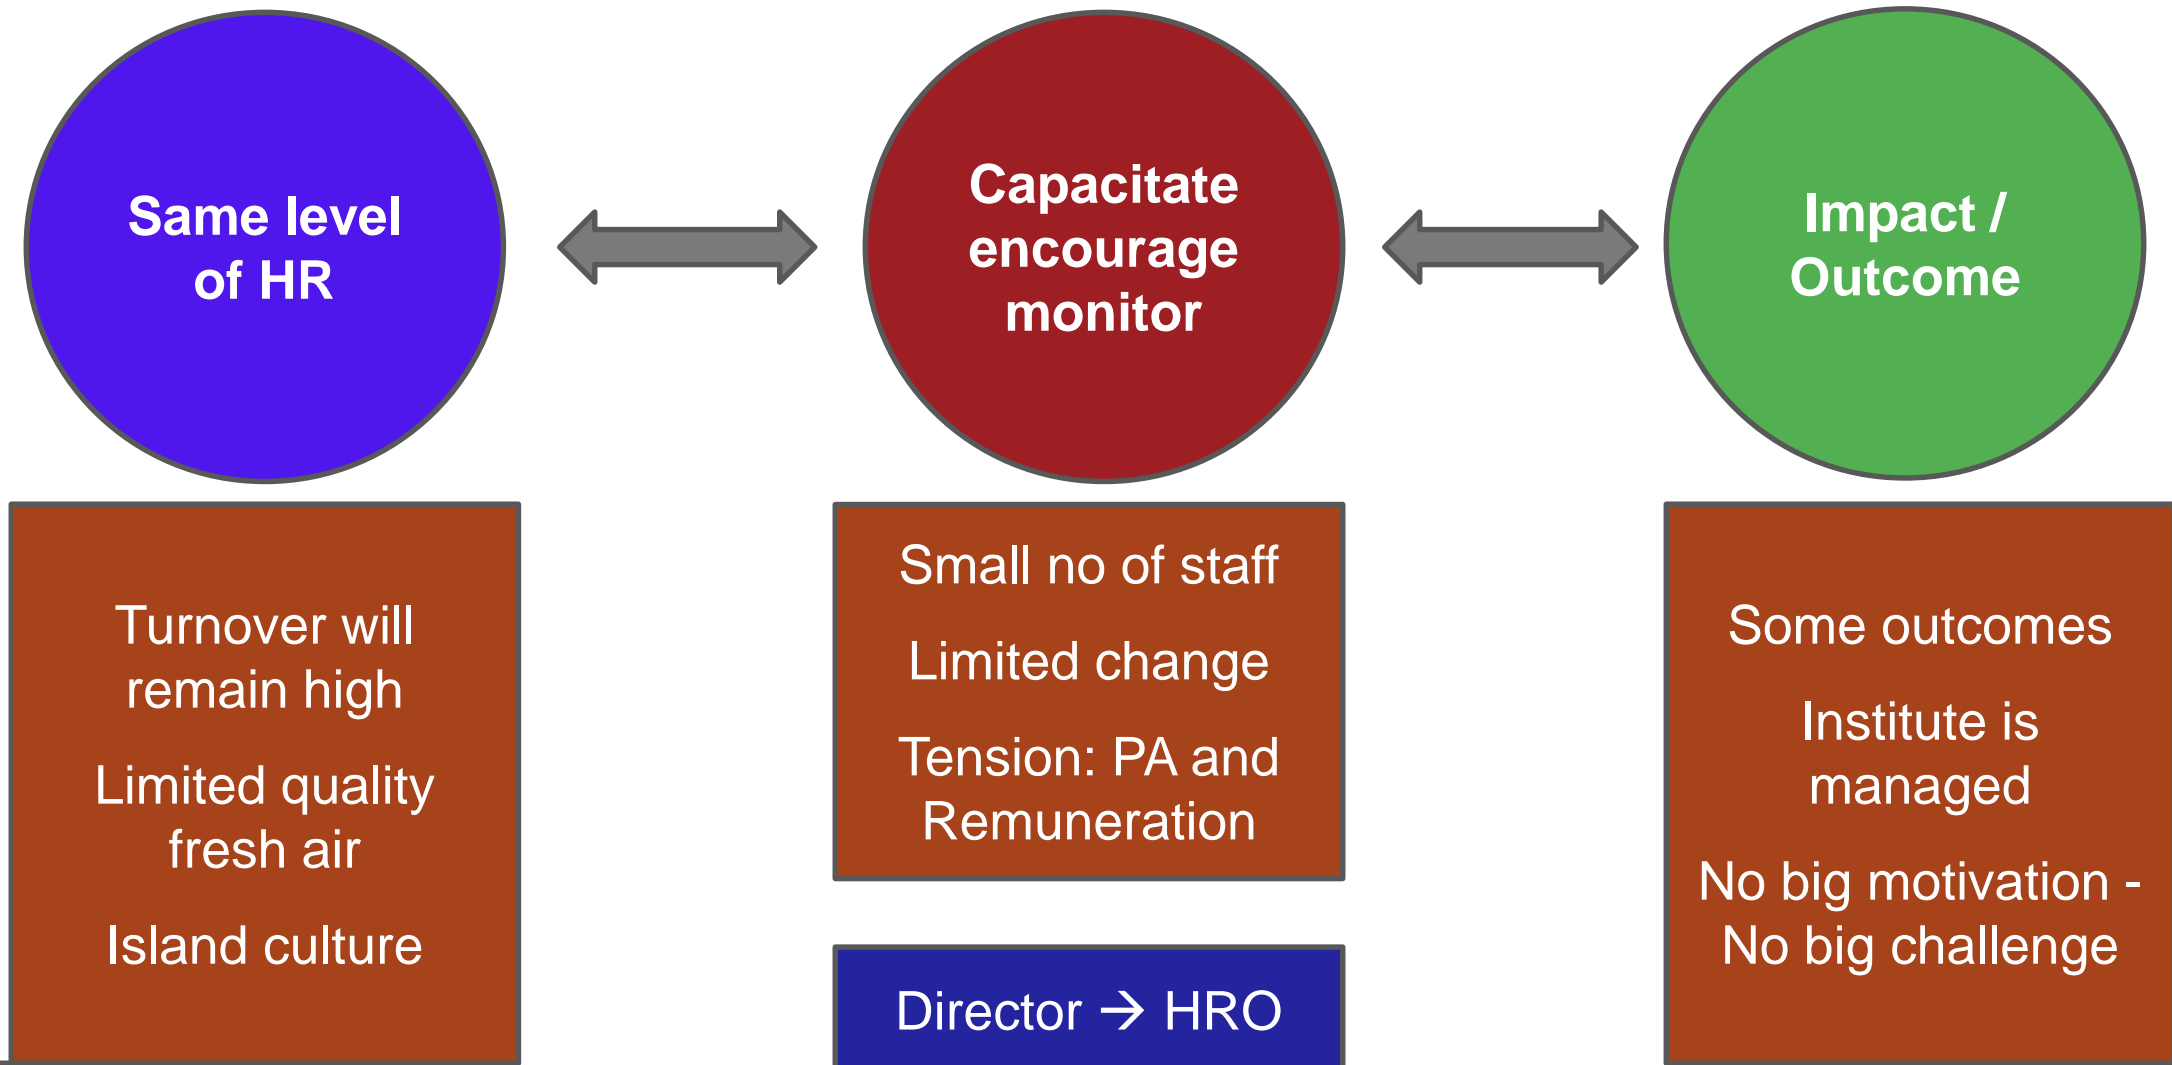 Same level
of HR
Capacitate
encourage
monitor
Impact /
Outcome
Turnover will
remain high
Limited quality
fresh air
Island culture
Small no of staff
Limited change
Tension: PA and
Remuneration
Director → HRO
Some outcomes
Institute is
managed
No big motivation -
No big challenge